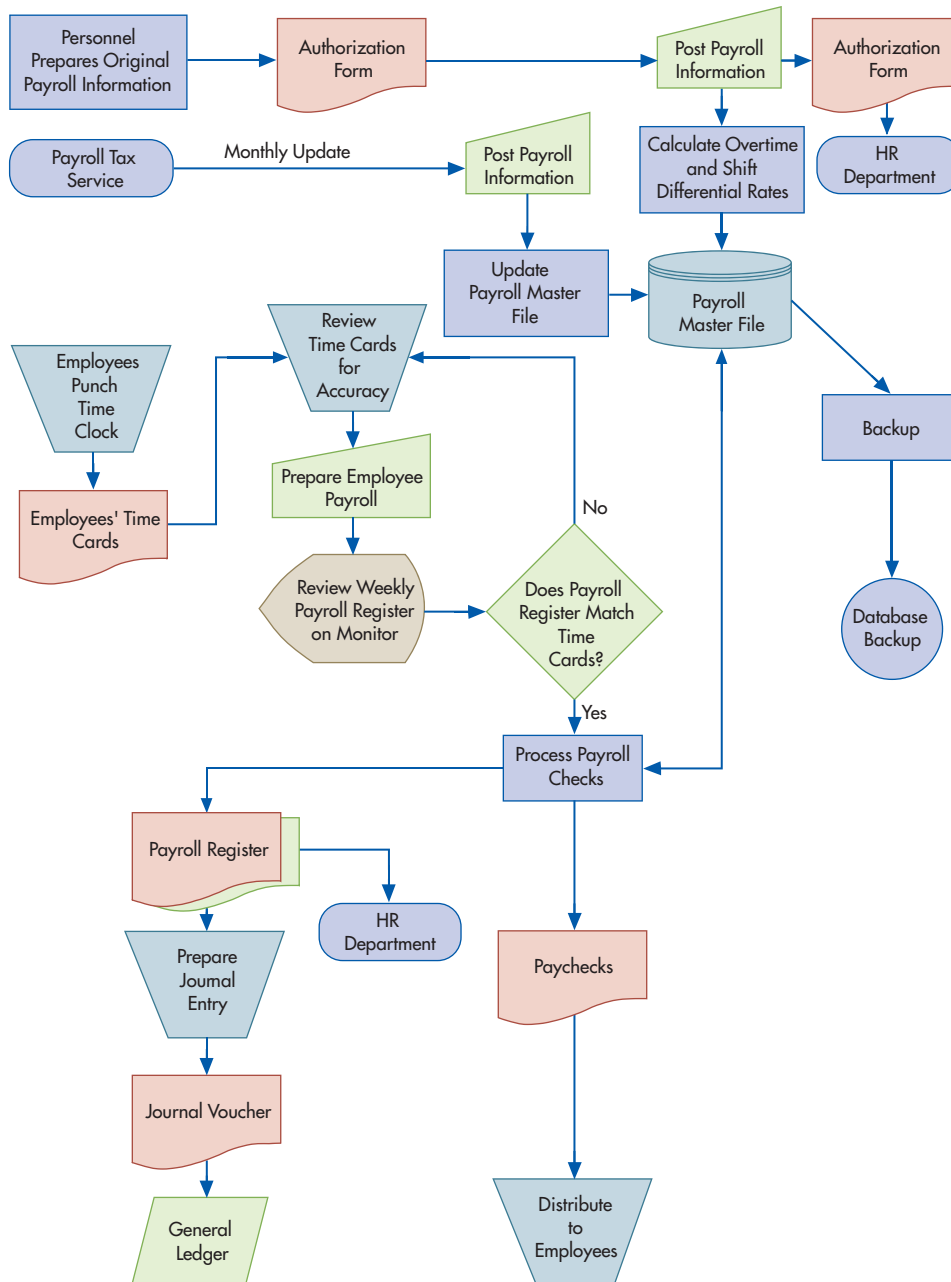 Personnel
Prepares Original
Payroll Information
Authorization
Form
Post Payroll
Information
Authorization
Form
Payroll Tax
Service
Monthly Update
Post Payroll
Information
Calculate Overtime
and Shift
Differential Rates
HR
Department
Update
Payroll Master
File
Payroll
Master File
Review
Time Cards
for
Accuracy
Employees
Punch
Time
Clock
Backup
Prepare Employee
Payroll
Employees' Time
Cards
No
Review Weekly
Payroll Register
on Monitor
Does Payroll
Register Match
Time
Cards?
Database
Backup
Yes
Process Payroll
Checks
Payroll Register
HR
Department
Prepare
Journal
Entry
Paychecks
Journal Voucher
General
Ledger
Distribute
to
Employees